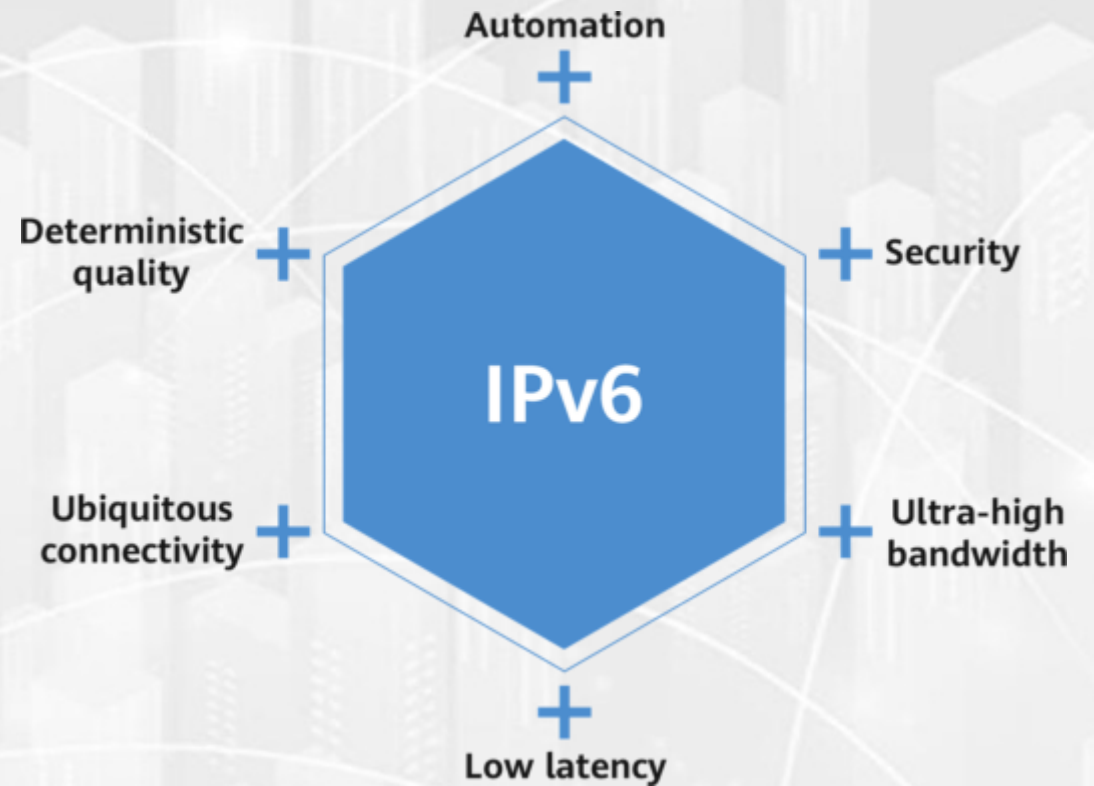 Automation
Deterministic
quality
Security
IPv6
Ubiquitous
connectivity
Ultra-high
bandwidth
Low latency